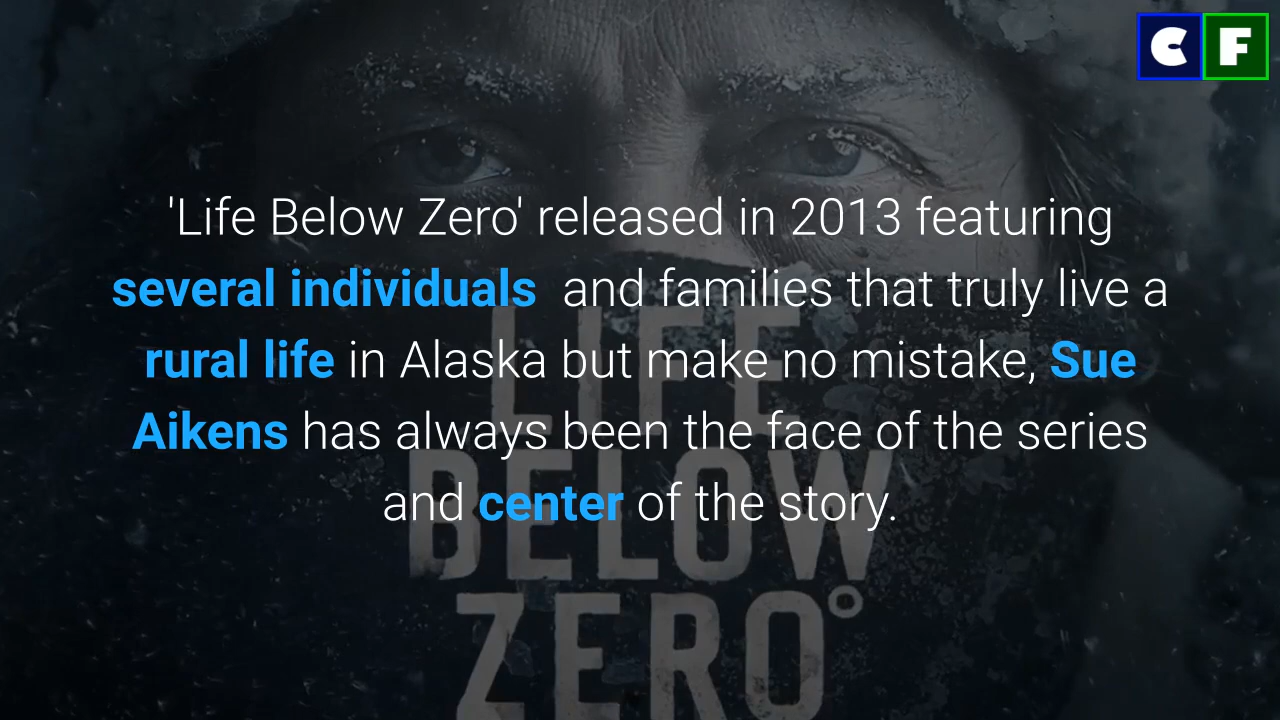 C F
'Life Below Zero' released in 2013 featuring
several individuals and families that truly live a
rural life in Alaska but make no mistake, Sue
Aikens has always been the face of the series
and center of the story.
LIFE
BELOW
ZERO°